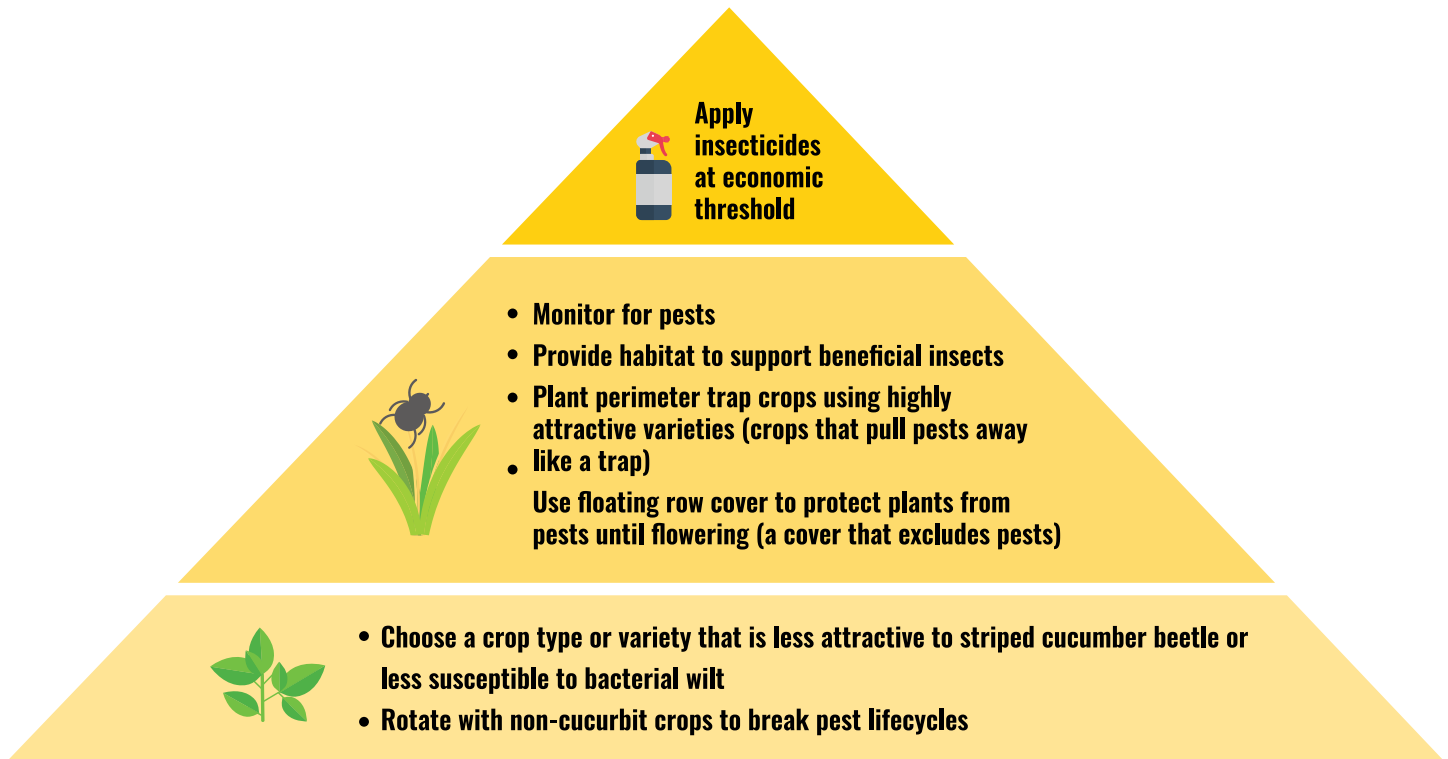 Apply
insecticides
at economic
threshold
• Monitor for pests
• Provide habitat to support beneficial insects
• Plant perimeter trap crops using highly
attractive varieties (crops that pull pests away
• like a trap)
Use floating row cover to protect plants from
pests until flowering (a cover that excludes pests)
• Choose a crop type or variety that is less attractive to striped cucumber beetle or
less susceptible to bacterial wilt
• Rotate with non-cucurbit crops to break pest lifecycles